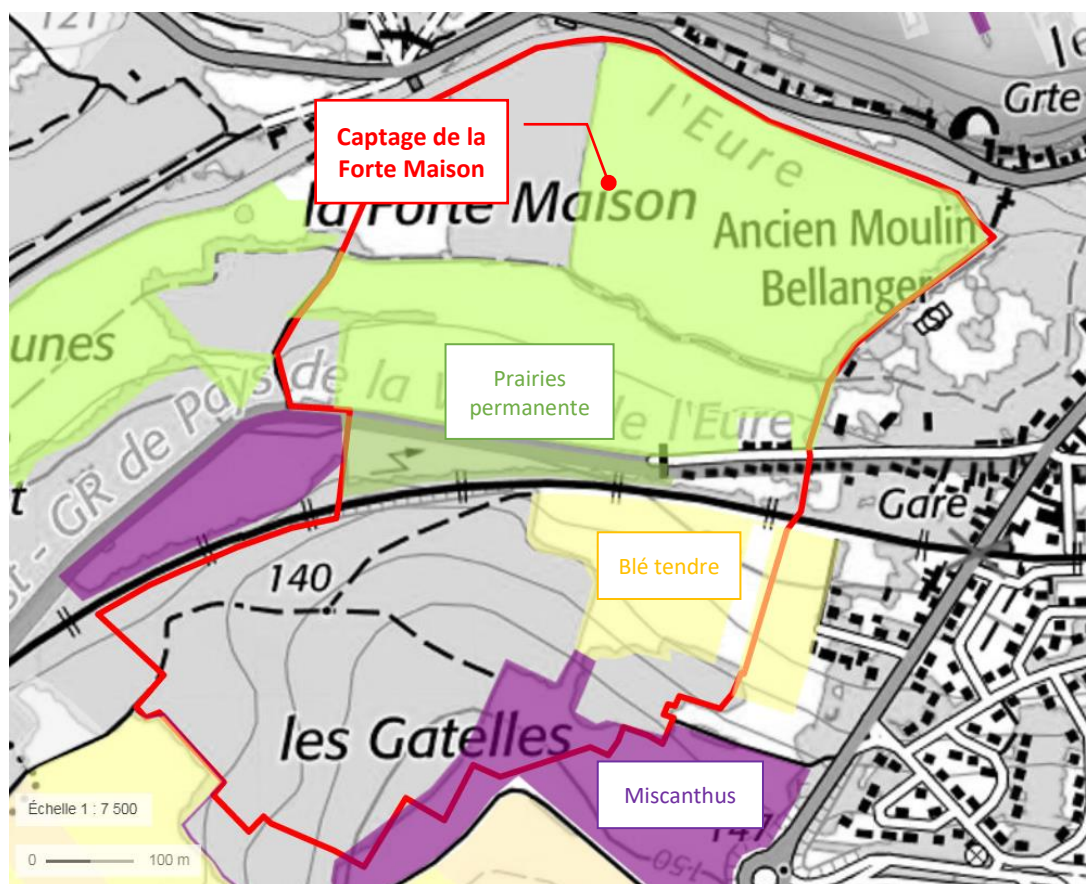 121
le
Grte
l'Eure
Captage de la
Forte Maison
la Forte Maison
Ancien Moulin
Bellanger
unes
Prairies
permanente
GR de Pays de la V
de l'Eure
Gare
Blé tendre
140
les Gatelles
Miscanthus
147
Échelle 1 : 7 500
0
100 m